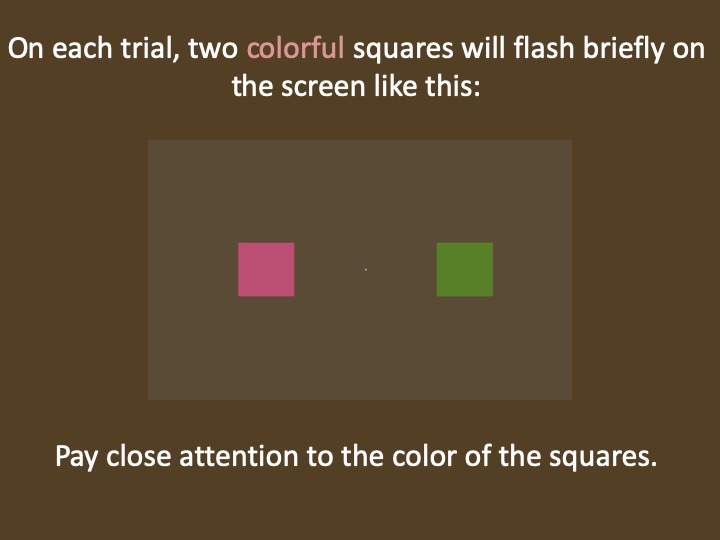 On each trial, two colorful squares will flash briefly on
the screen like this:
Pay close attention to the color of the squares.